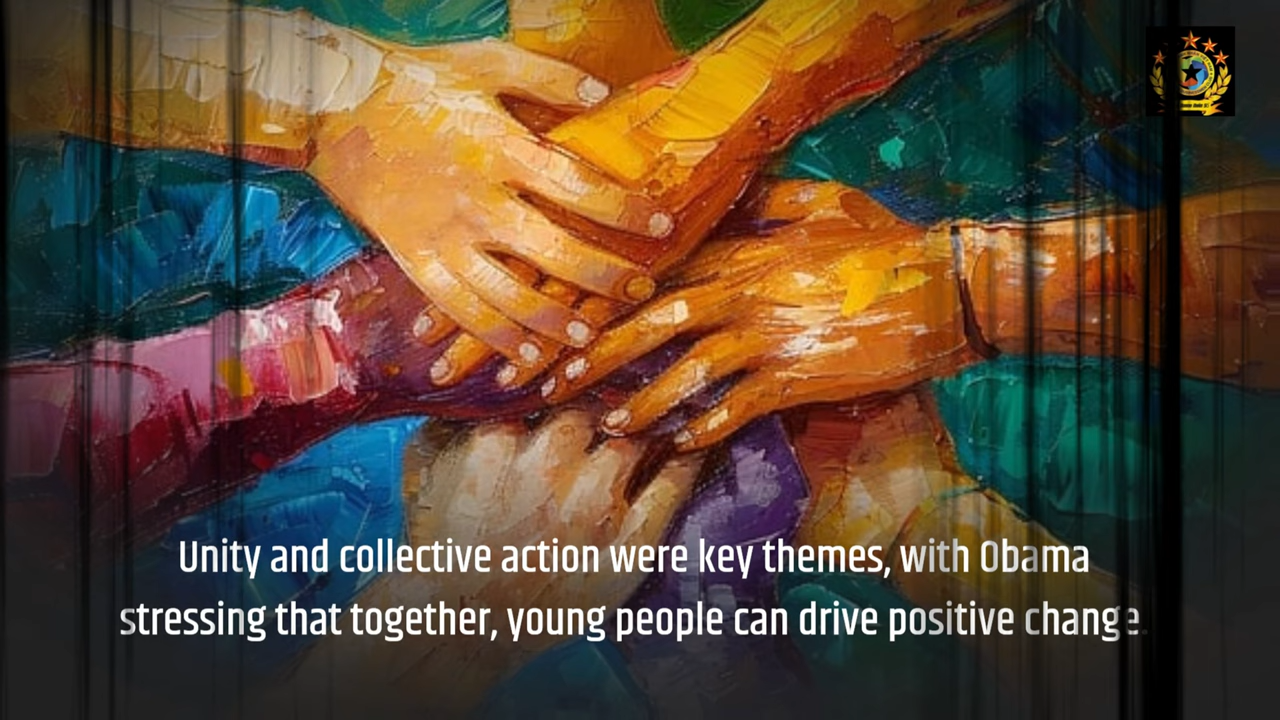 Unity and collective action were key themes, with Obama
stressing that together, young people can drive positive change.